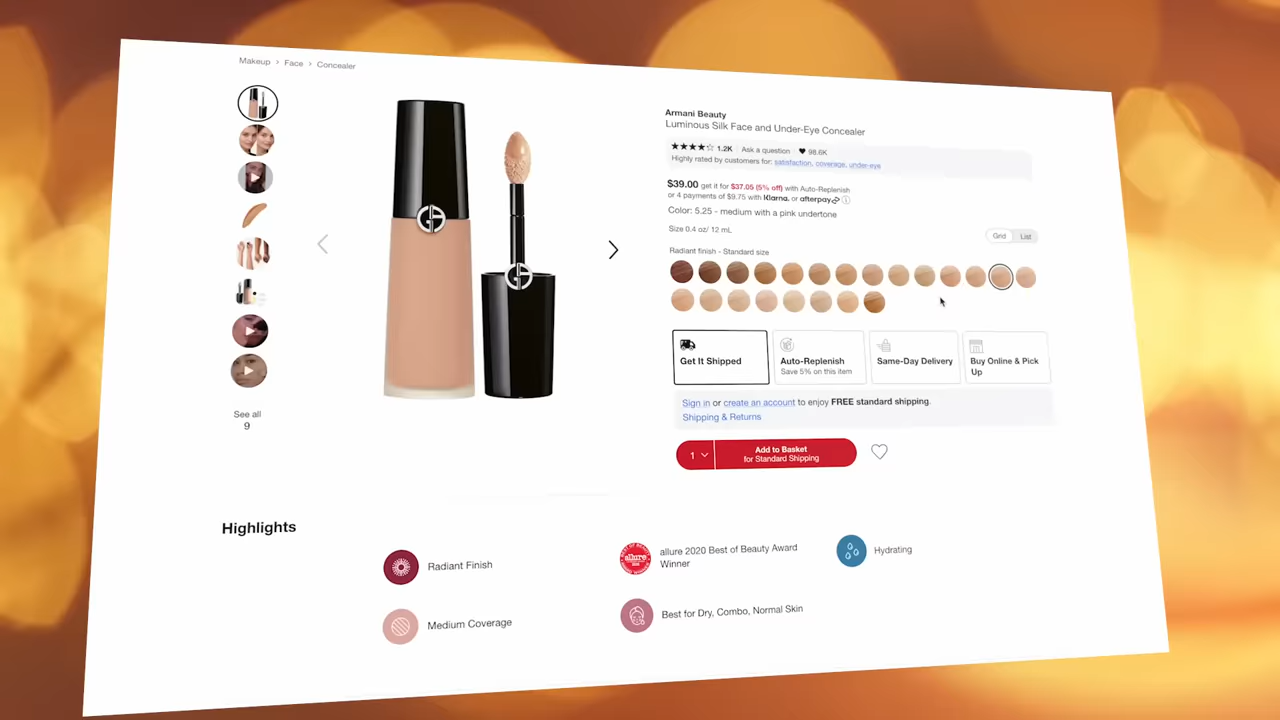 Makeup > Face > Concealer
See all
9
Armani Beauty
Luminous Silk Face and Under-Eye Concealer
1.2K Ask a question 98.6K
Highly rated by customers for: satisfaction, coverage, under-eye
$39.00 get it for $37.05 (5% off) with Auto-Replenish
or 4 payments of $9.75 with Klarna. or afterpay
Color: 5.25 - medium with a pink undertone
Size 0.4 oz/ 12 mL
Grid List
Radiant finish - Standard size
Get It Shipped
Auto-Replenish
Save 5% on this item
Same-Day Delivery
Buy Online & Pick
Up
Sign in or create an account to enjoy FREE standard shipping.
Shipping & Returns
1
Add to Basket
for Standard Shipping
Highlights
Radiant Finish
allure 2020 Best of Beauty Award
Winner
Hydrating
Medium Coverage
Best for Dry, Combo, Normal Skin